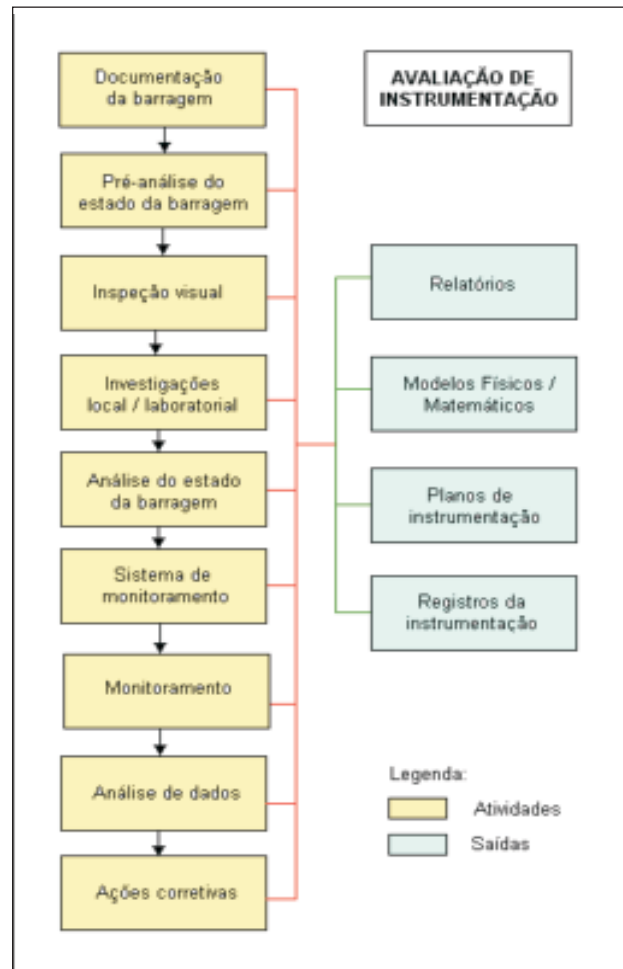 Documentação
da barragem
AVALIAÇÃO DE
INSTRUMENTAÇÃO
Pré-análise do
estado da barragem
Inspeção visual
Relatórios
Investigações
local / laboratorial
Modelos Físicos /
Matemáticos
Análise do estado
da barragem
Planos de
instrumentação
Sistema de
monitoramento
Registros da
instrumentação
Monitoramento
Análise de dados
Legenda:
Atividades
Saídas
Ações corretivas